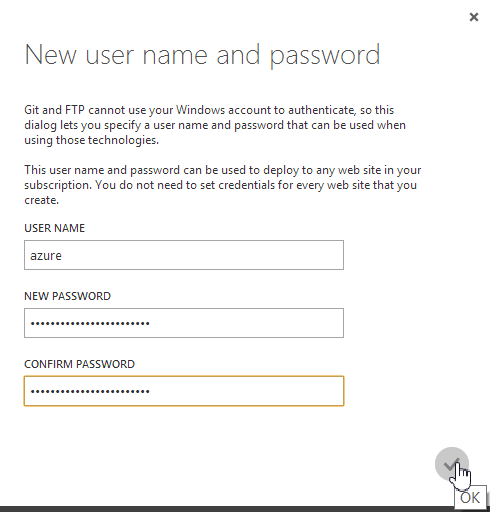 New user name and password
Git and FTP cannot use your Windows account to authenticate, so this
dialog lets you specify a user name and password that can be used when
using those technologies.
This user name and password can be used to deploy to any web site in your
subscription. You do not need to set credentials for every web site that you
create.
USER NAME
azure
NEW PASSWORD
••••••••••••••••••••••••
CONFIRM PASSWORD
••••••••••••••••••••••••
OK